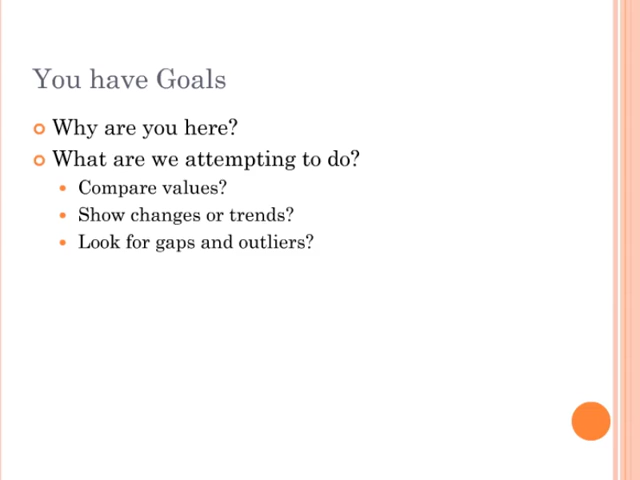 You have Goals
Why are you here?
What are we attempting to do?
Compare values?
Show changes or trends?
Look for gaps and outliers?